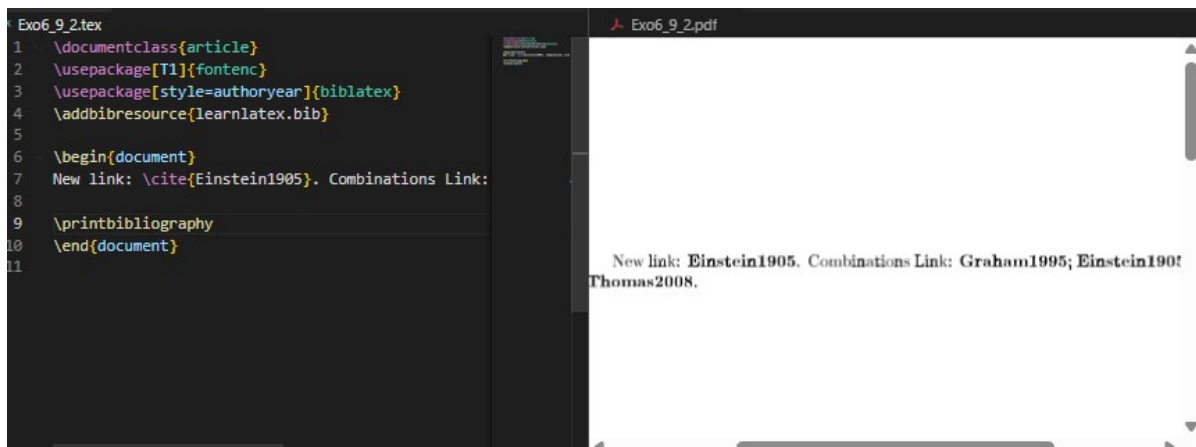 Exo6_9_2.tex
1 \documentclass{article}
2 \usepackage[T1]{fontenc}
3 \usepackage[style=authoryear]{biblatex}
4 \addbibresource{learnlatex.bib}
5
6 \begin{document}
7 New link: \cite{Einstein1905}. Combinations Link:
8
9 \printbibliography
10 \end{document}
11
Exo6_9_2.pdf
New link: Einstein1905. Combinations Link: Graham1995; Einstein1905
Thomas2008.